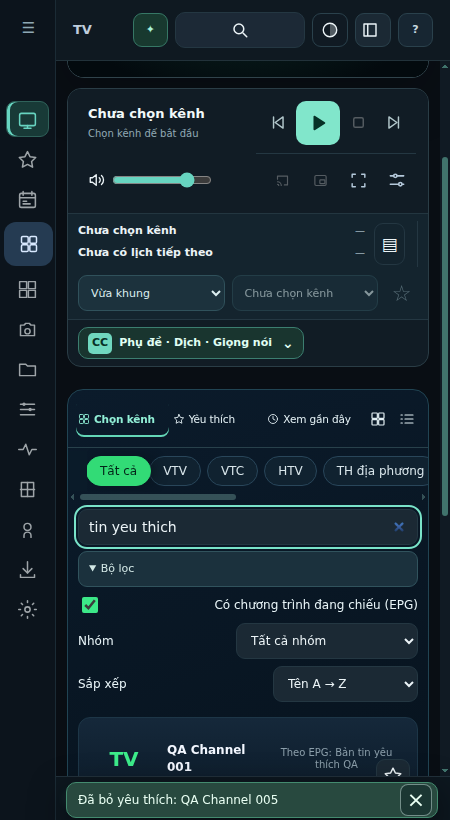 TV
?
Chưa chọn kênh
Chọn kênh để bắt đầu
Chưa chọn kênh —
Chưa có lịch tiếp theo —
Vừa khung
Chưa chọn kênh
CC Phụ đề · Dịch · Giọng nói
Chọn kênh
Yêu thích
Xem gần đây
Tất cả
VTV
VTC
HTV
TH địa phương
tin yeu thich
▼ Bộ lọc
Có chương trình đang chiếu (EPG)
Nhóm
Tất cả nhóm
Sắp xếp
Tên A → Z
TV
QA Channel
001
Theo EPG: Bản tin yêu
thích QA
Đã bỏ yêu thích: QA Channel 005